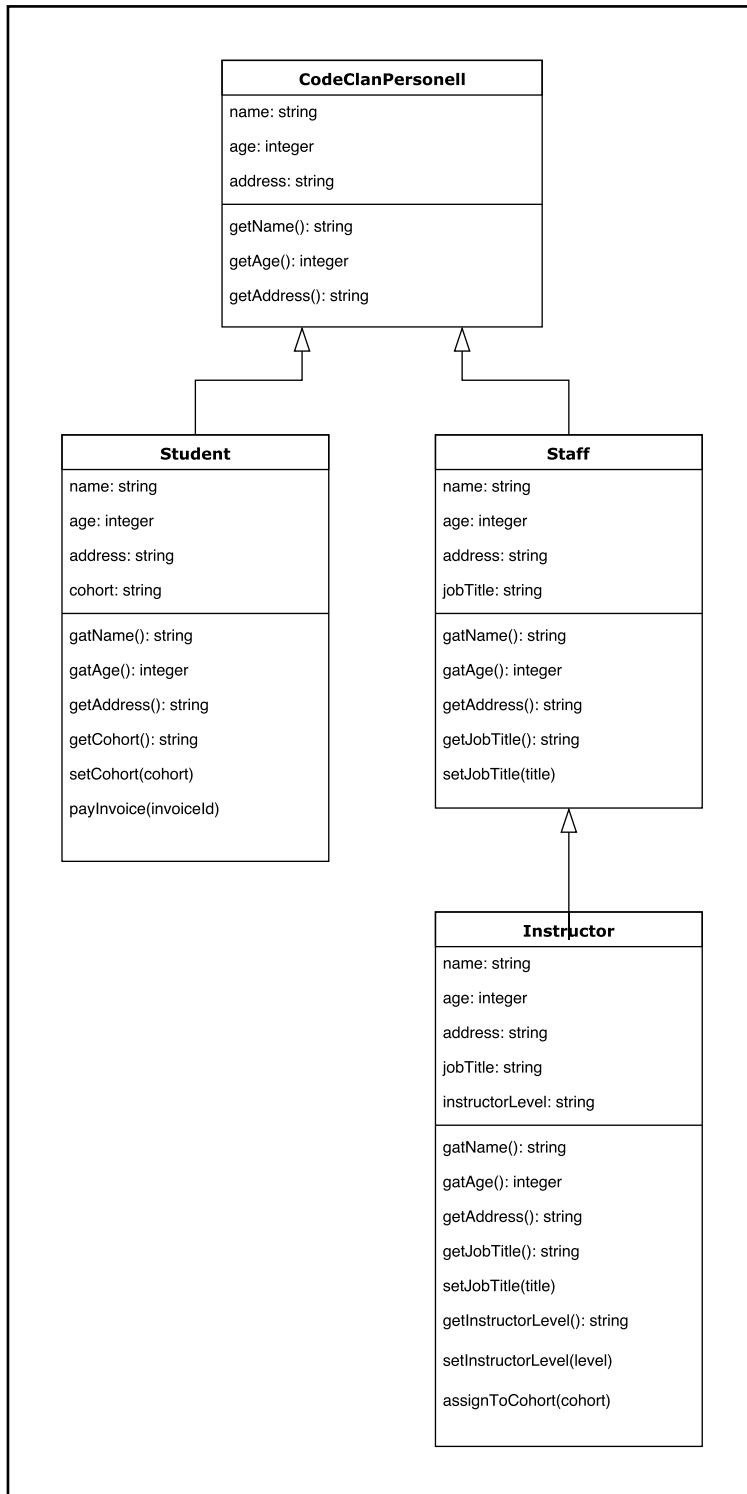 CodeClanPersonell
name: string
age: integer
address: string
getName(): string
getAge(): integer
getAddress(): string
Student
name: string
age: integer
address: string
cohort: string
gatName(): string
gatAge(): integer
getAddress(): string
getCohort(): string
setCohort(cohort)
payInvoice(invoiceId)
Staff
name: string
age: integer
address: string
jobTitle: string
gatName(): string
gatAge(): integer
getAddress(): string
getJobTitle(): string
setJobTitle(title)
Instructor
name: string
age: integer
address: string
jobTitle: string
instructorLevel: string
gatName(): string
gatAge(): integer
getAddress(): string
getJobTitle(): string
setJobTitle(title)
getInstructorLevel(): string
setInstructorLevel(level)
assignToCohort(cohort)